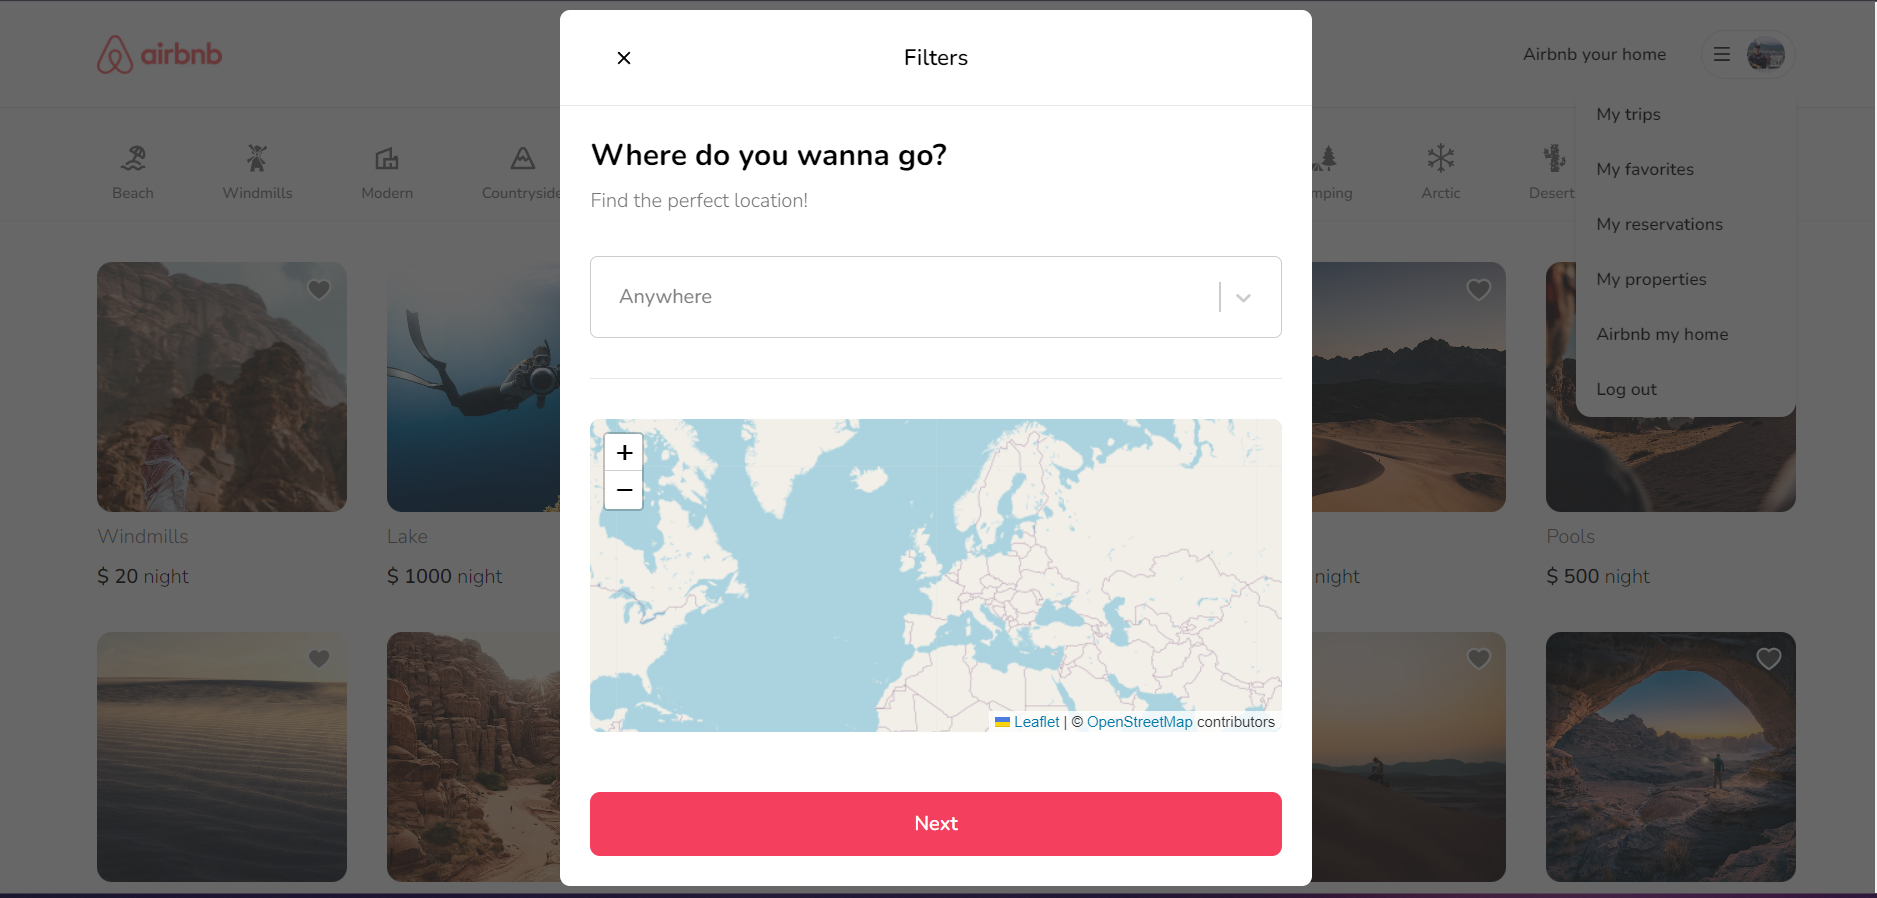 airbnb
Airbnb your home
Filters
Where do you wanna go?
Find the perfect location!
Anywhere
+
−
Leaflet | © OpenStreetMap contributors
Next
Beach
Windmills
Modern
Countryside
mping
Arctic
Desert
My trips
My favorites
My reservations
My properties
Airbnb my home
Log out
Windmills
$ 20 night
Lake
$ 1000 night
night
Pools
$ 500 night